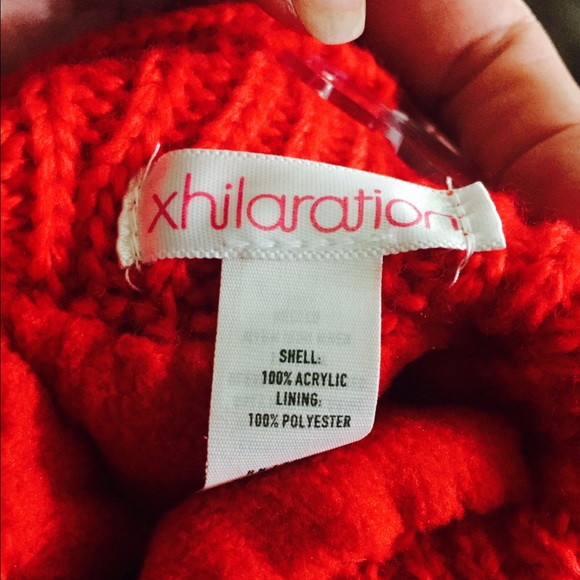 xhilaration
SHELL:
100% ACRYLIC
LINING:
100% POLYESTER